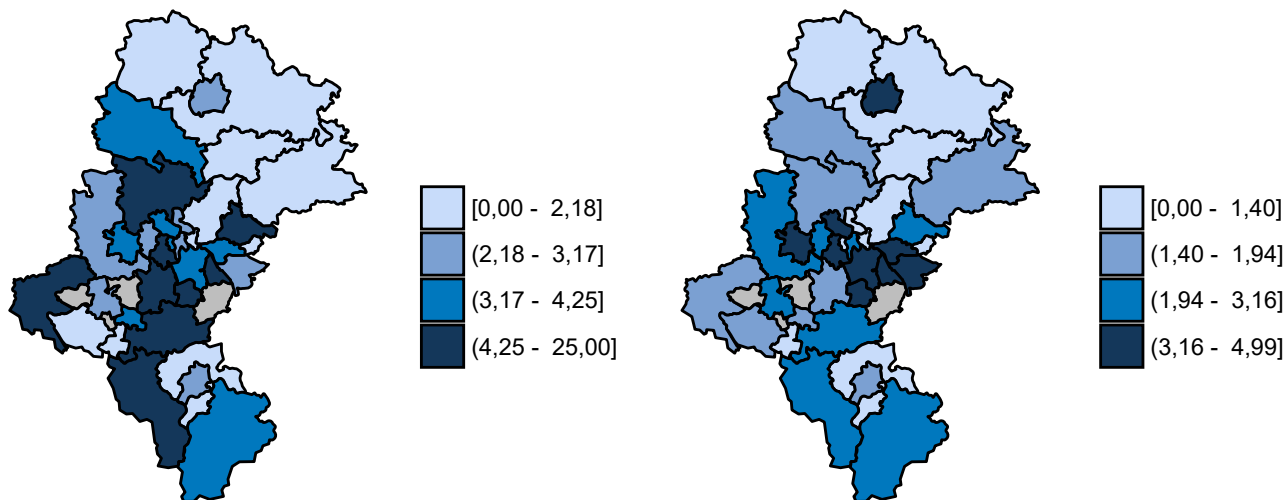 [0,00 - 2,18]
(2,18 - 3,17]
(3,17 - 4,25]
(4,25 - 25,00]
[0,00 - 1,40]
(1,40 - 1,94]
(1,94 - 3,16]
(3,16 - 4,99]